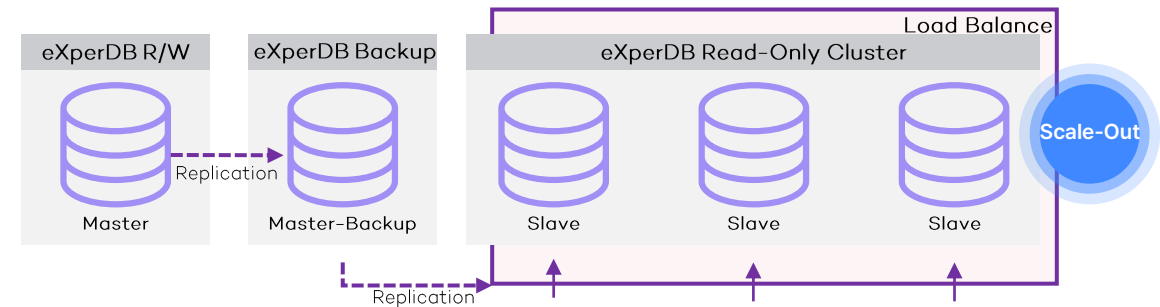 Load Balance
eXperDB R/W
eXperDB Backup
eXperDB Read-Only Cluster
Scale-Out
Replication
Master
Master-Backup
Slave
Slave
Slave
Replication